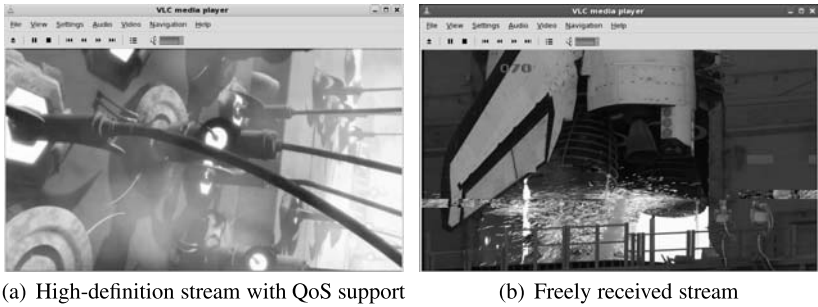 VLC media player
File View Settings Audio Video Navigation Help
VLC media player
File View Settings Audio Video Navigation Help
070
(a) High-definition stream with QoS support
(b) Freely received stream